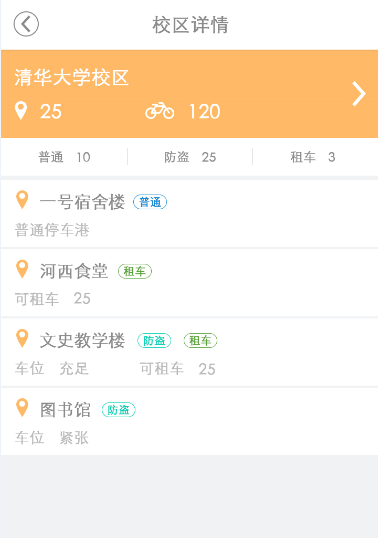 校区详情
清华大学校区
25 120
普通 10 防盗 25 租车 3
一号宿舍楼 普通
普通停车港
河西食堂 租车
可租车 25
文史教学楼 防盗 租车
车位 充足 可租车 25
图书馆 防盗
车位 紧张